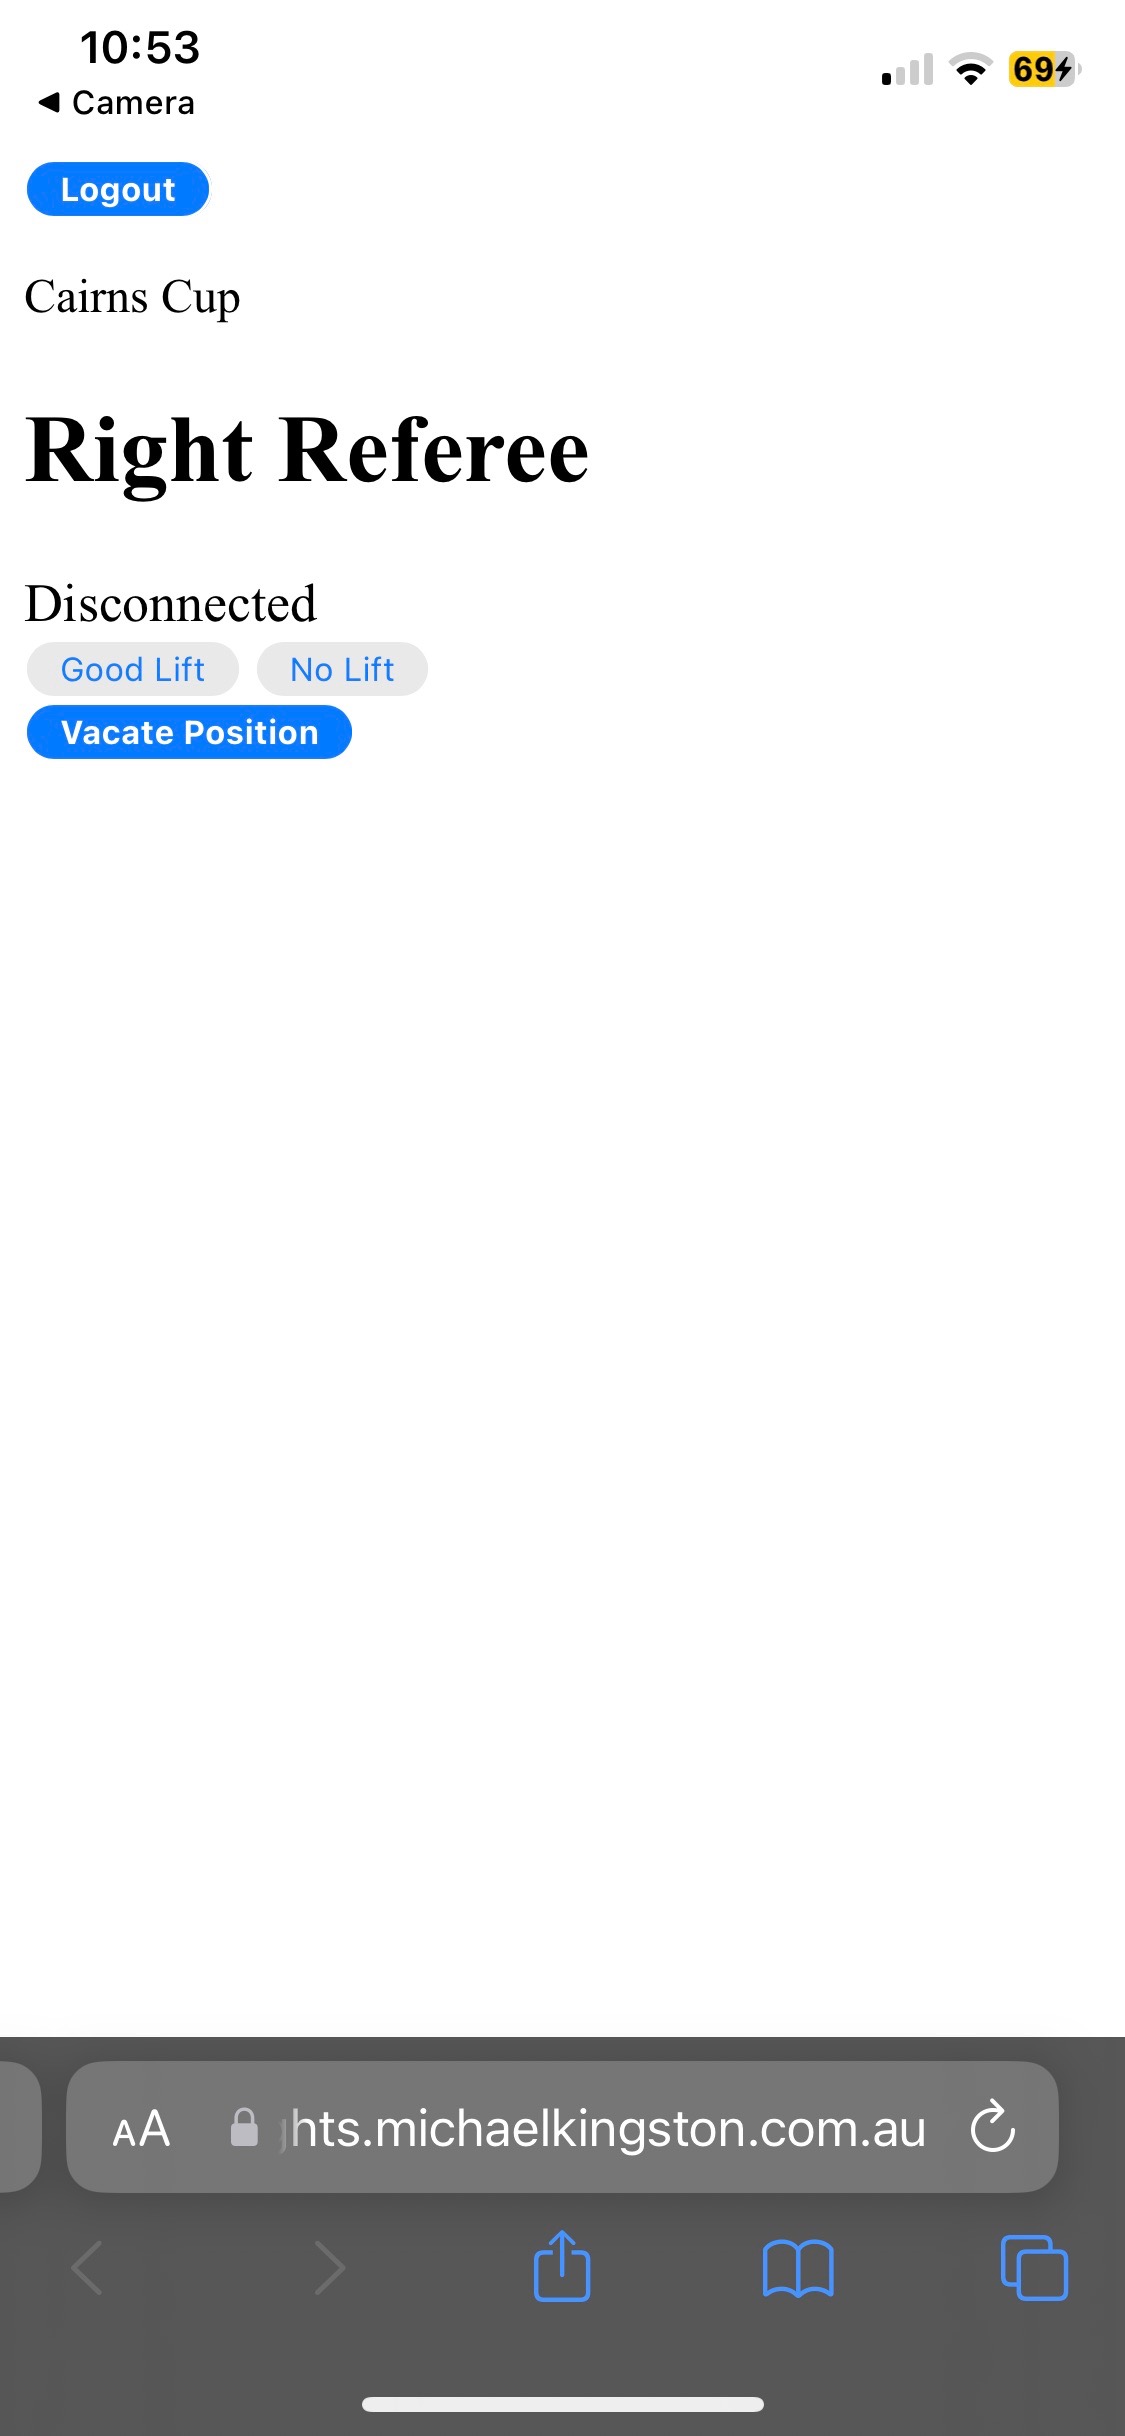 10:53
◀ Camera
69
Logout
Cairns Cup
Right Referee
Disconnected
Good Lift No Lift
Vacate Position
AA hts.michaelkingston.com.au